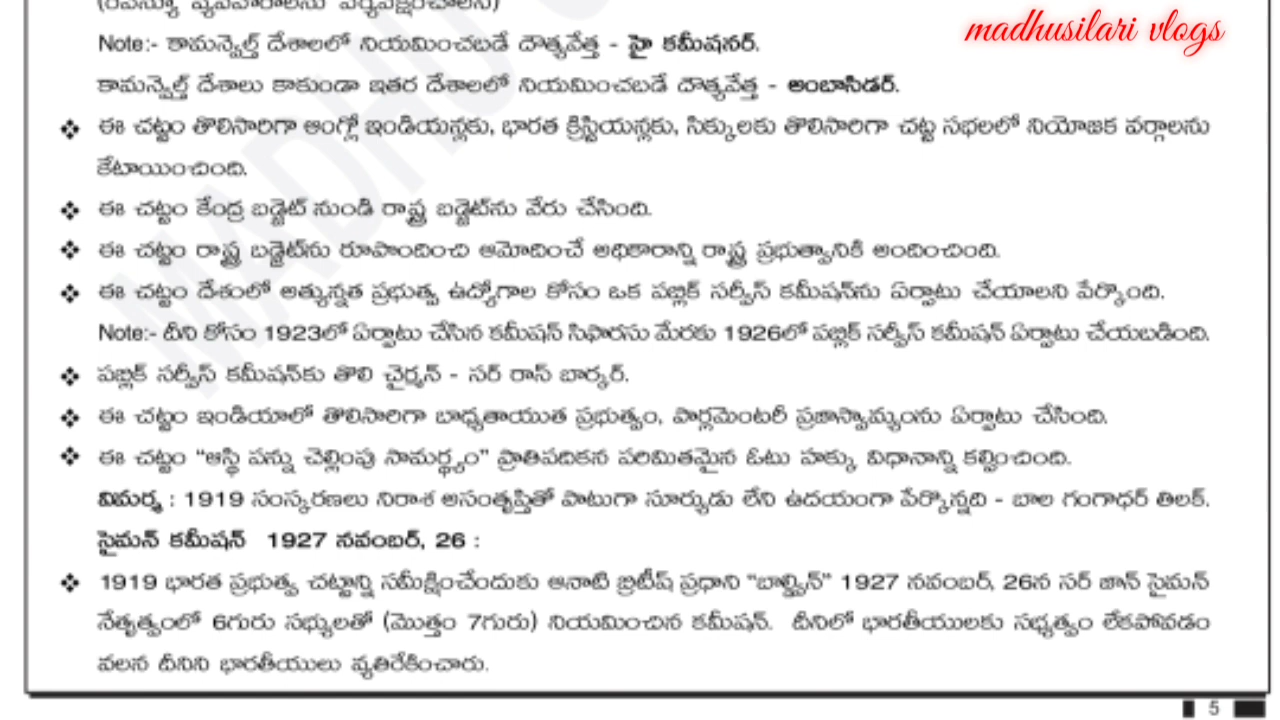 (రెవెన్యూ వ్యవహారాలను పర్యవేక్షించాలని)
madhusilari vlogs
Note:- కామన్వెల్త్ దేశాలలో నియమించబడే దౌత్యవేత్త - హై కమీషనర్.
కామన్వెల్త్ దేశాలు కాకుండా ఇతర దేశాలలో నియమించబడే దౌత్యవేత్త - అంబాసిడర్.
❖ ఈ చట్టం తొలిసారిగా ఆంగ్లో ఇండియన్లకు, భారత క్రిస్టియన్లకు, సిక్కులకు తొలిసారిగా చట్ట సభలలో నియోజక వర్గాలను
కేటాయించింది.
❖ ఈ చట్టం కేంద్ర బడ్జెట్ నుండి రాష్ట్ర బడ్జెట్‌ను వేరు చేసింది.
❖ ఈ చట్టం రాష్ట్ర బడ్జెట్‌ను రూపొందించి ఆమోదించే అధికారాన్ని రాష్ట్ర ప్రభుత్వానికి అందించింది.
❖ ఈ చట్టం దేశంలో అత్యున్నత ప్రభుత్వ ఉద్యోగాల కోసం ఒక పబ్లిక్ సర్వీస్ కమీషన్‌ను ఏర్పాటు చేయాలని పేర్కొంది.
Note:- దీని కోసం 1923లో ఏర్పాటు చేసిన కమీషన్ సిఫారసు మేరకు 1926లో పబ్లిక్ సర్వీస్ కమీషన్ ఏర్పాటు చేయబడింది.
❖ పబ్లిక్ సర్వీస్ కమీషన్‌కు తొలి చైర్మన్ - సర్ రాస్ బార్కర్.
❖ ఈ చట్టం ఇండియాలో తొలిసారిగా బాధ్యతాయుత ప్రభుత్వం, పార్లమెంటరీ ప్రజాస్వామ్యంను ఏర్పాటు చేసింది.
❖ ఈ చట్టం "ఆస్థి పన్ను చెల్లింపు సామర్థ్యం" ప్రాతిపదికన పరిమితమైన ఓటు హక్కు విధానాన్ని కల్పించింది.
విమర్శ : 1919 సంస్కరణలు నిరాశ అసంతృప్తితో పాటుగా సూర్యుడు లేని ఉదయంగా పేర్కొన్నది - బాల గంగాధర్ తిలక్.
సైమన్ కమీషన్ 1927 నవంబర్, 26 :
❖ 1919 భారత ప్రభుత్వ చట్టాన్ని సమీక్షించేందుకు ఆనాటి బ్రిటీష్ ప్రధాని "బాల్డ్విన్" 1927 నవంబర్, 26న సర్ జాన్ సైమన్
నేతృత్వంలో 6గురు సభ్యులతో (మొత్తం 7గురు) నియమించిన కమీషన్. దీనిలో భారతీయులకు సభ్యత్వం లేకపోవడం
వలన దీనిని భారతీయులు వ్యతిరేకించారు.
5